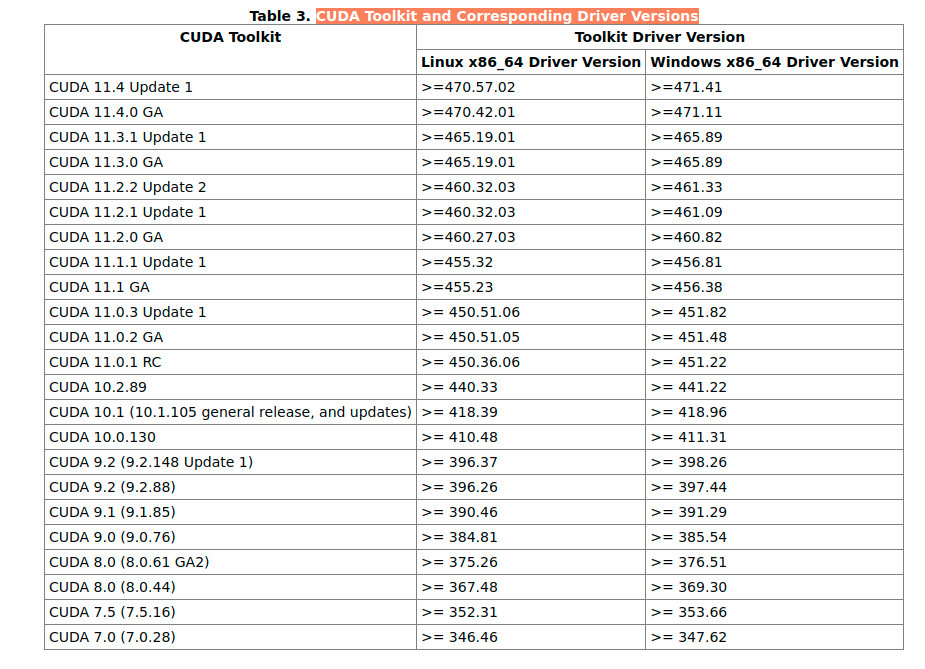 Table 3. CUDA Toolkit and Corresponding Driver Versions
CUDA Toolkit Toolkit Driver Version
Linux x86_64 Driver Version Windows x86_64 Driver Version
CUDA 11.4 Update 1 >=470.57.02 >=471.41
CUDA 11.4.0 GA >=470.42.01 >=471.11
CUDA 11.3.1 Update 1 >=465.19.01 >=465.89
CUDA 11.3.0 GA >=465.19.01 >=465.89
CUDA 11.2.2 Update 2 >=460.32.03 >=461.33
CUDA 11.2.1 Update 1 >=460.32.03 >=461.09
CUDA 11.2.0 GA >=460.27.03 >=460.82
CUDA 11.1.1 Update 1 >=455.32 >=456.81
CUDA 11.1 GA >=455.23 >=456.38
CUDA 11.0.3 Update 1 >= 450.51.06 >= 451.82
CUDA 11.0.2 GA >= 450.51.05 >= 451.48
CUDA 11.0.1 RC >= 450.36.06 >= 451.22
CUDA 10.2.89 >= 440.33 >= 441.22
CUDA 10.1 (10.1.105 general release, and updates) >= 418.39 >= 418.96
CUDA 10.0.130 >= 410.48 >= 411.31
CUDA 9.2 (9.2.148 Update 1) >= 396.37 >= 398.26
CUDA 9.2 (9.2.88) >= 396.26 >= 397.44
CUDA 9.1 (9.1.85) >= 390.46 >= 391.29
CUDA 9.0 (9.0.76) >= 384.81 >= 385.54
CUDA 8.0 (8.0.61 GA2) >= 375.26 >= 376.51
CUDA 8.0 (8.0.44) >= 367.48 >= 369.30
CUDA 7.5 (7.5.16) >= 352.31 >= 353.66
CUDA 7.0 (7.0.28) >= 346.46 >= 347.62